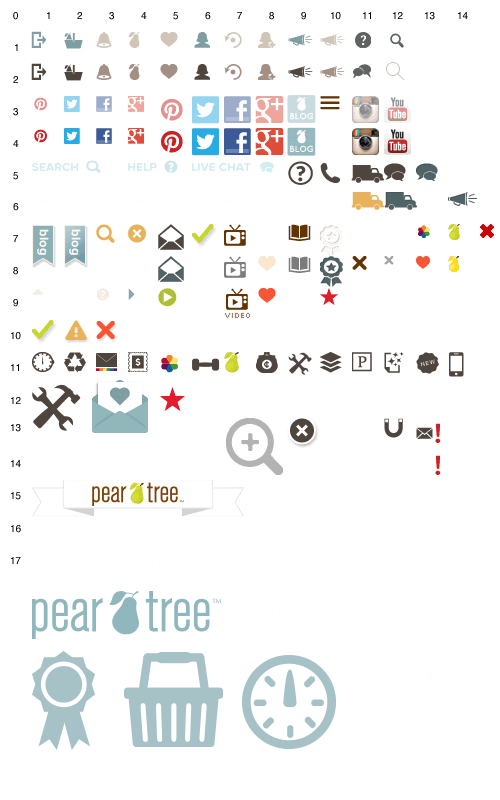 0 1 2 3 4 5 6 7 8 9 10 11 12 13 14
1
2
3
BLOG
You
Tube
4
BLOG
You
Tube
5
SEARCH HELP ? LIVE CHAT
6
7
blog blog
8
9
VIDEO
10
11
$ P NEW
12
13
14
15
pear tree™
16
17
pear tree™